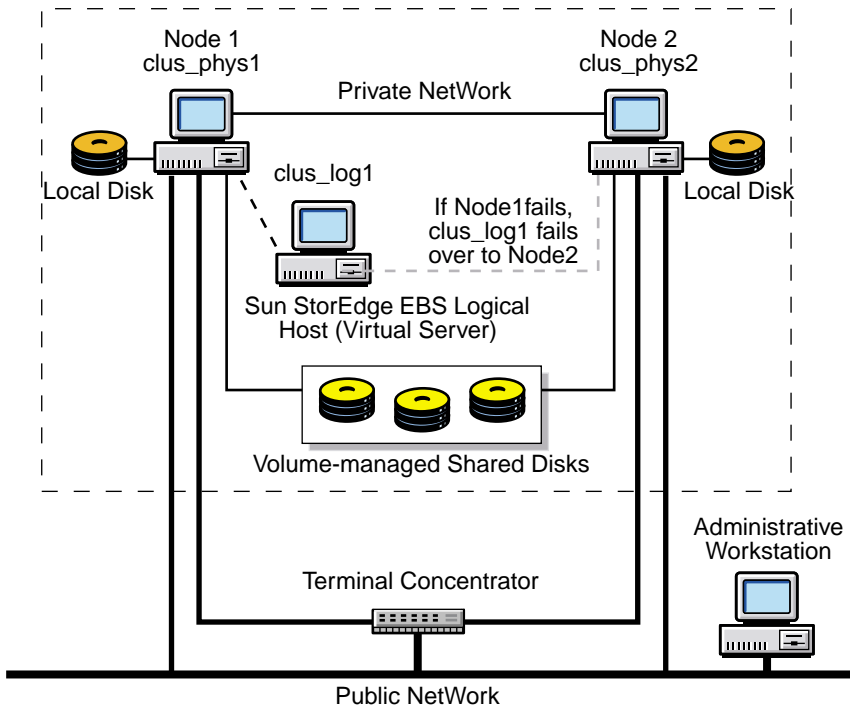 Node 1
clus_phys1
Node 2
clus_phys2
Private NetWork
Local Disk
clus_log1
Local Disk
If Node1fails,
clus_log1 fails
over to Node2
Sun StorEdge EBS Logical
Host (Virtual Server)
Volume-managed Shared Disks
Administrative
Workstation
Terminal Concentrator
Public NetWork